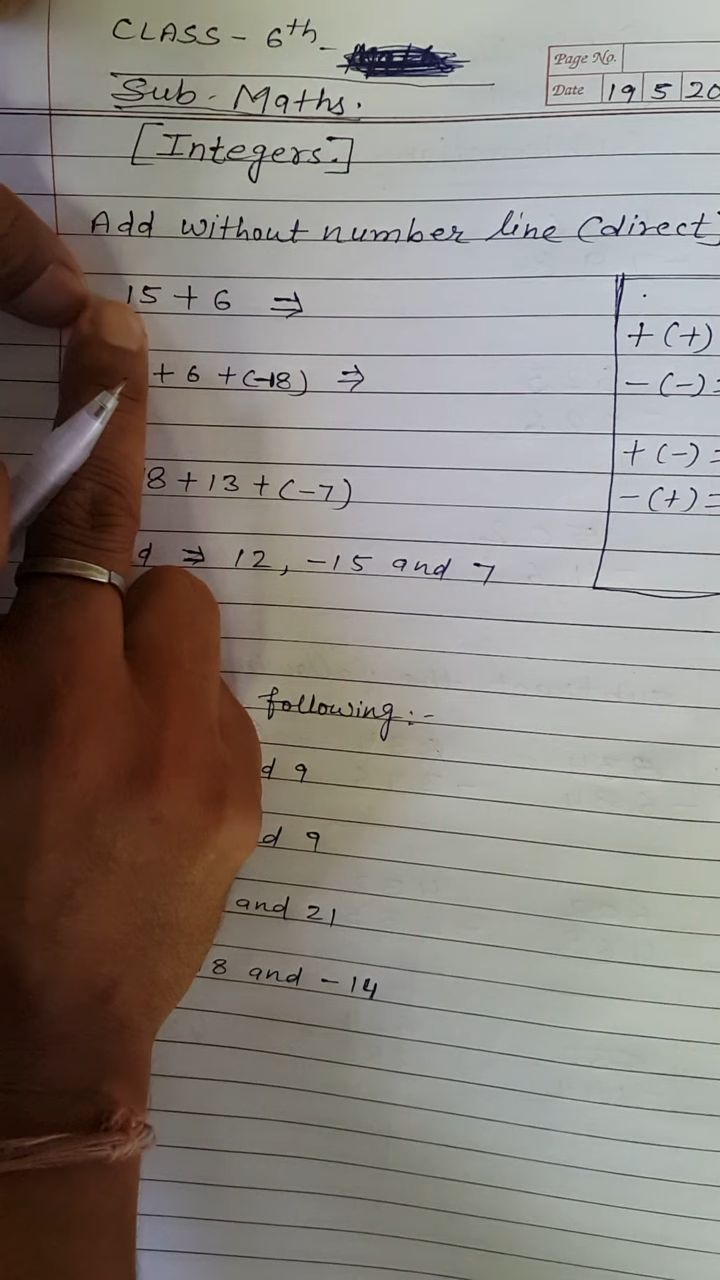 CLASS - 6th -
Page No.
Sub. Maths.
Date 19 5 20
[Integers.]
Add without number line (direct)
15 + 6 ⇒
+ (+)
+ 6 + (-18) ⇒
- (-) =
+ (-) =
8 + 13 + (-7)
- (+) =
d ⇒ 12, -15 and 7
following :-
d 9
d 9
and 21
8 and - 14